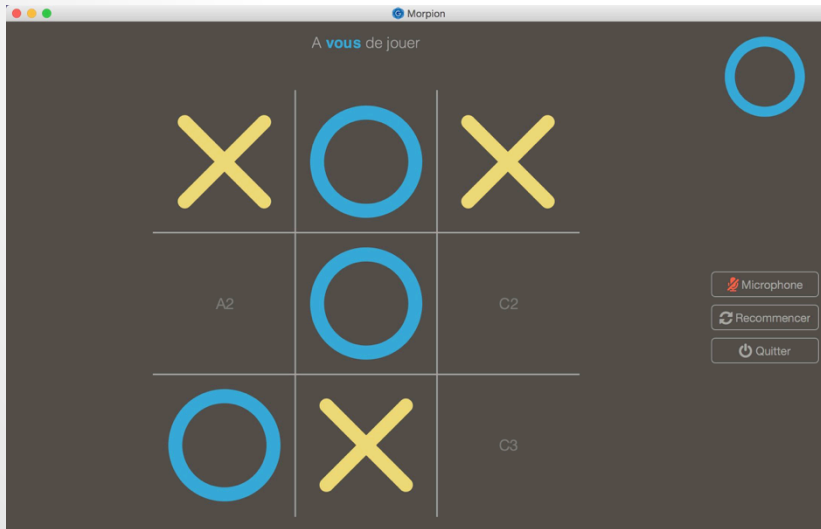 Morpion
A vous de jouer
A2
C2
Microphone
Recommencer
Quitter
C3